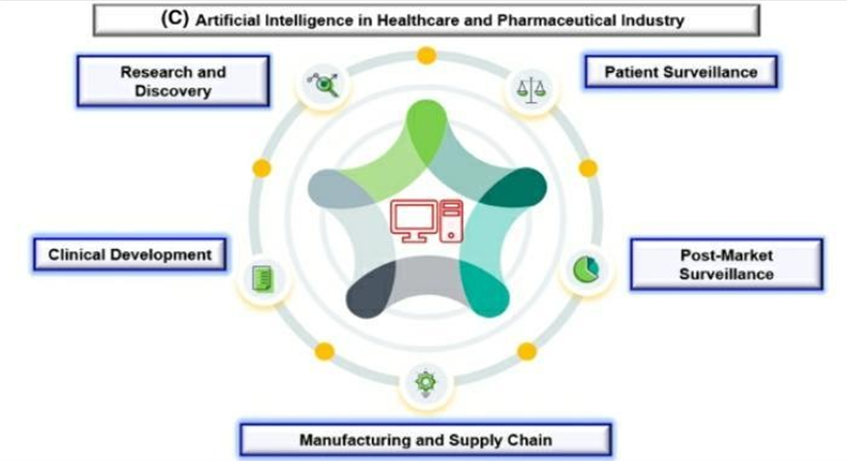 (C) Artificial Intelligence in Healthcare and Pharmaceutical Industry
Research and
Discovery
Patient Surveillance
Clinical Development
Post-Market
Surveillance
Manufacturing and Supply Chain